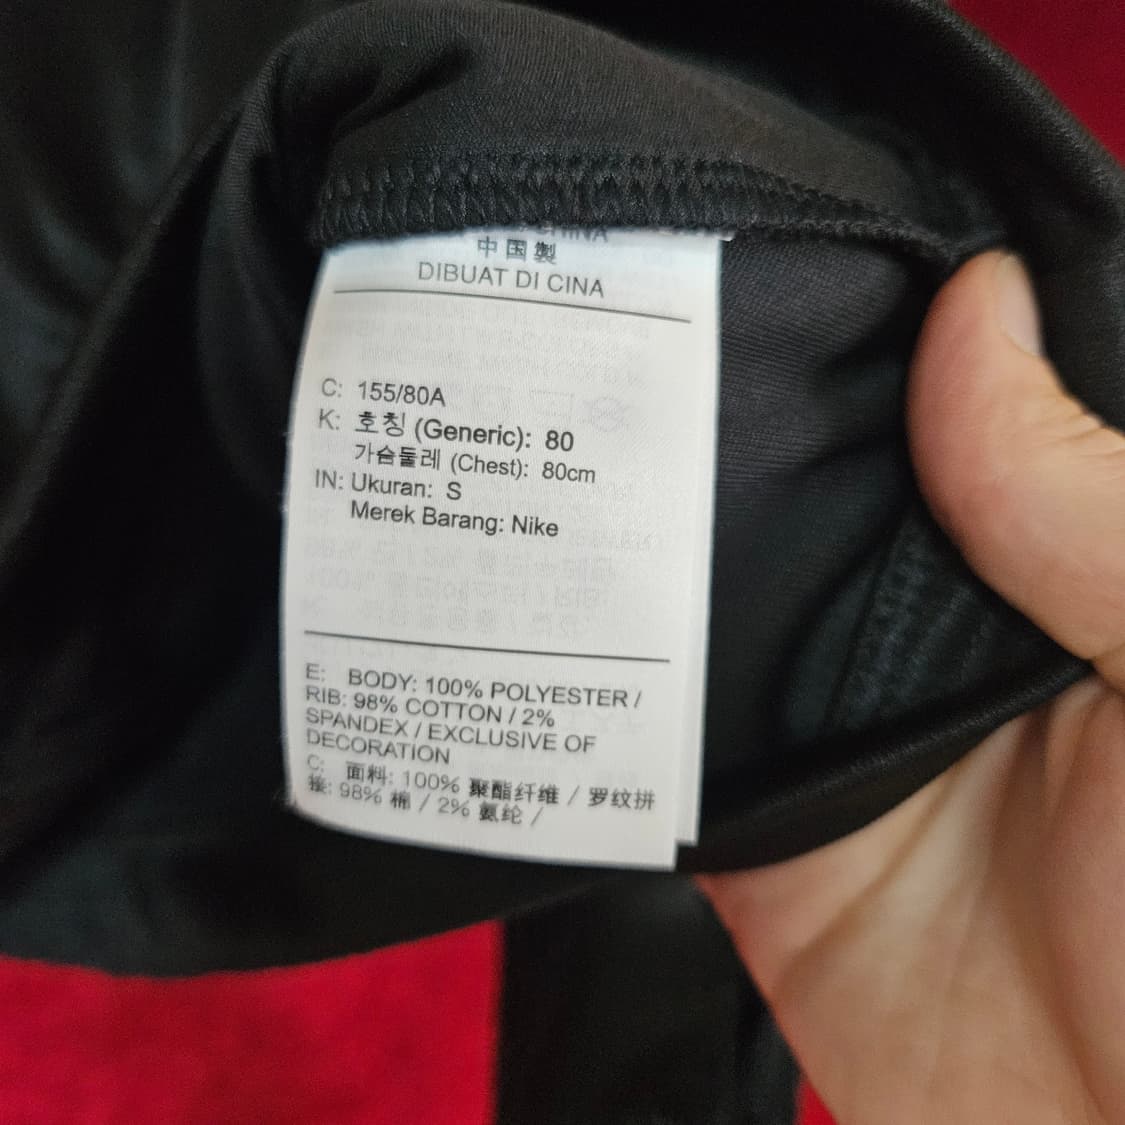 CHINA
中国製
DIBUAT DI CINA
C: 155/80A
K: 호칭 (Generic): 80
가슴둘레 (Chest): 80cm
IN: Ukuran: S
Merek Barang: Nike
E: BODY: 100% POLYESTER /
RIB: 98% COTTON / 2%
SPANDEX / EXCLUSIVE OF
DECORATION
C: 面料: 100% 聚酯纤维 / 罗纹拼
接: 98% 棉 / 2% 氨纶 /